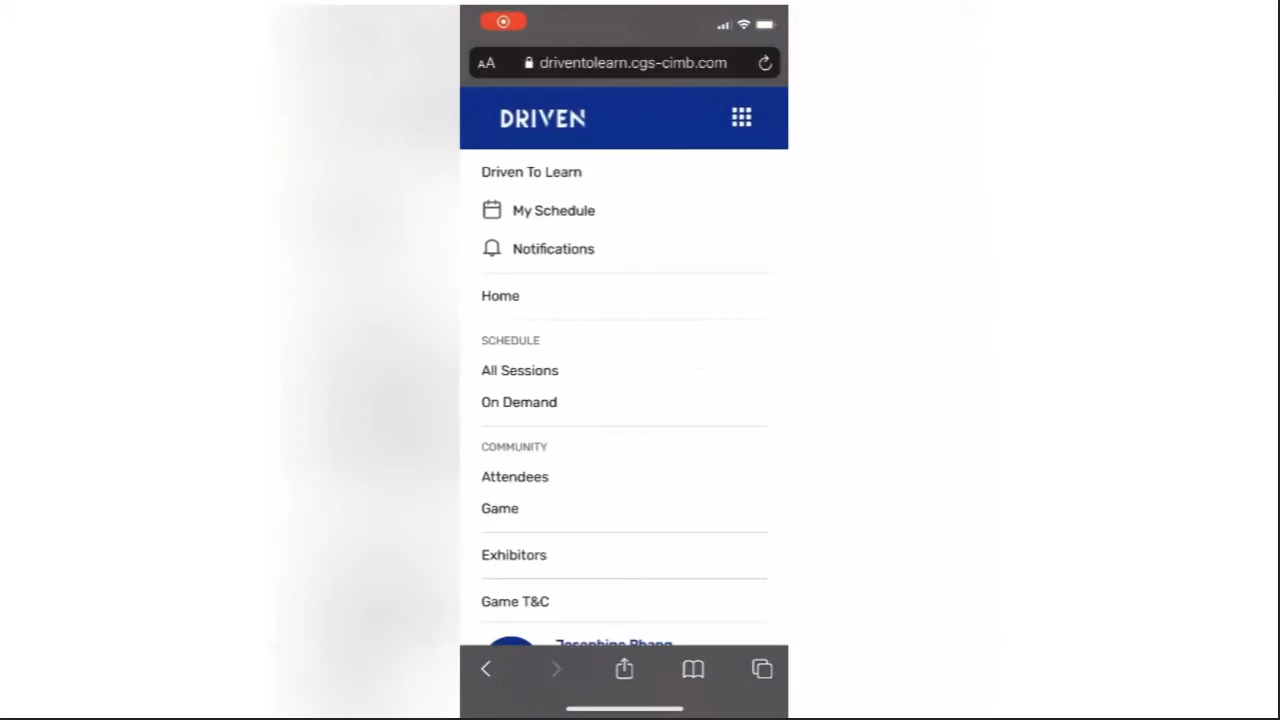 AA driventolearn.cgs-cimb.com
DRIVEN
Driven To Learn
My Schedule
Notifications
Home
SCHEDULE
All Sessions
On Demand
COMMUNITY
Attendees
Game
Exhibitors
Game T&C